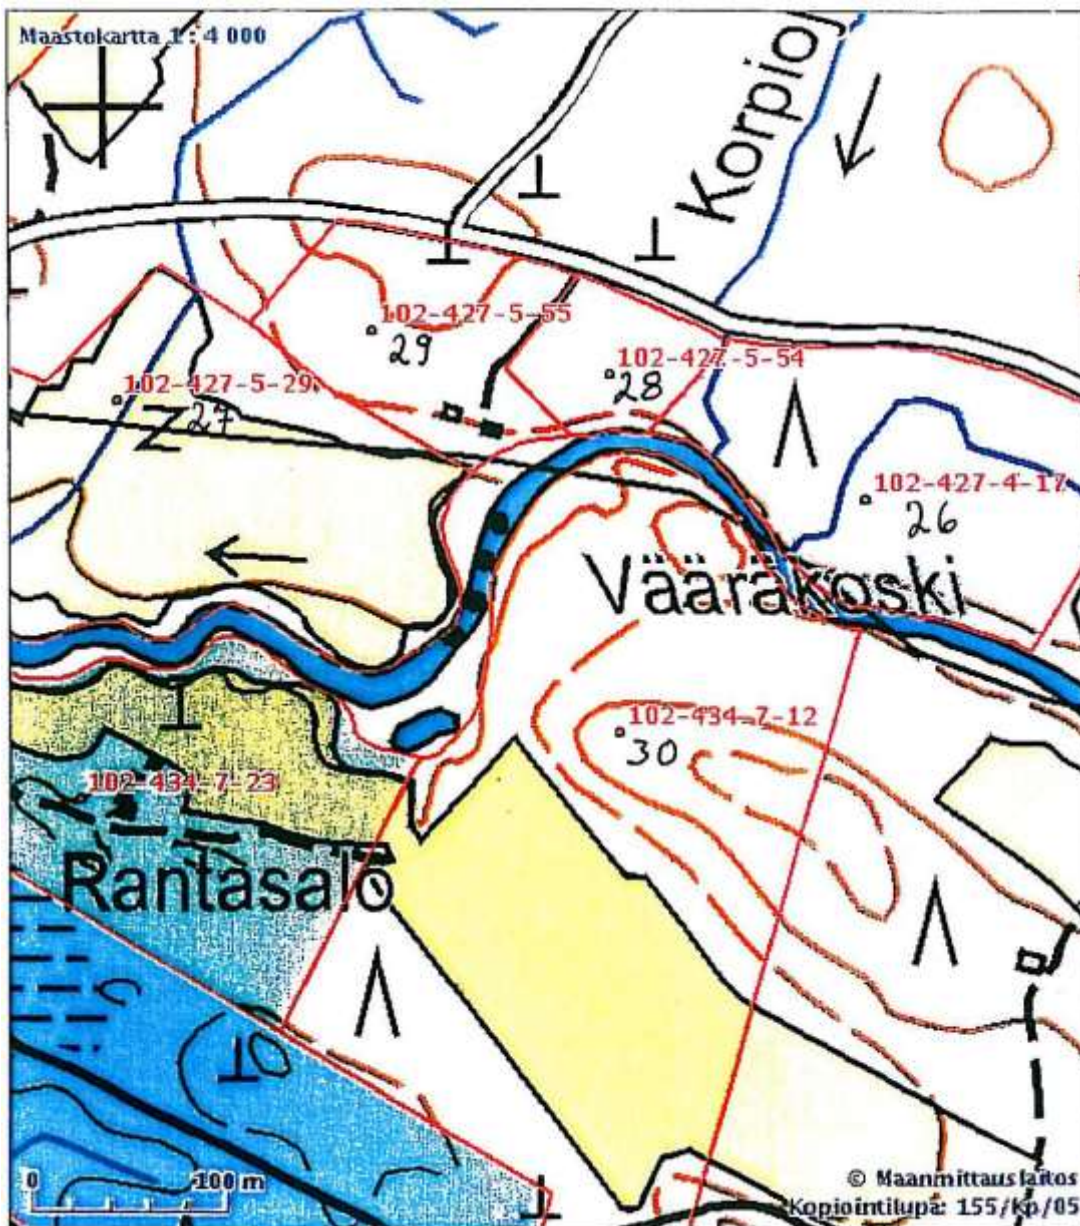 Maastokartta 1 : 4 000
Korpioj
102-427-5-55
29
102-427-5-54
28
102-427-5-29
27
102-427-4-17
26
Vääräkoski
102-434-7-12
30
102-434-7-23
Rantasalo
0 100 m
© Maanmittauslaitos
Kopiointilupa: 155/Kp/05